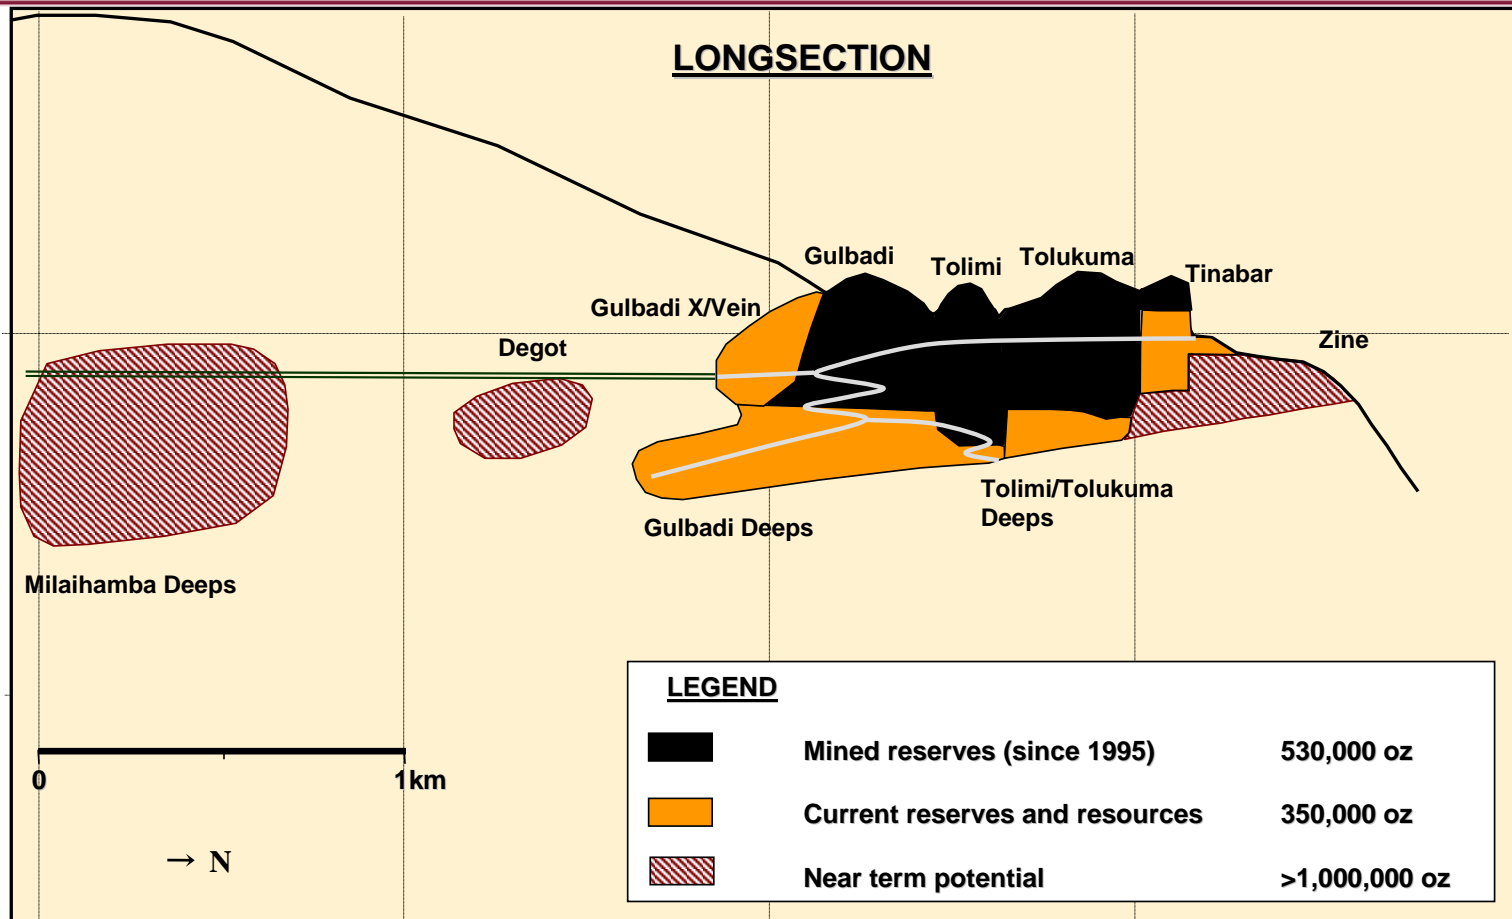 LONGSECTION
Gulbadi
Tolimi
Tolukuma
Tinabar
Gulbadi X/Vein
Degot
Zine
Tolimi/Tolukuma
Deeps
Gulbadi Deeps
Milaihamba Deeps
LEGEND
Mined reserves (since 1995) 530,000 oz
Current reserves and resources 350,000 oz
Near term potential >1,000,000 oz
0 1km
→ N